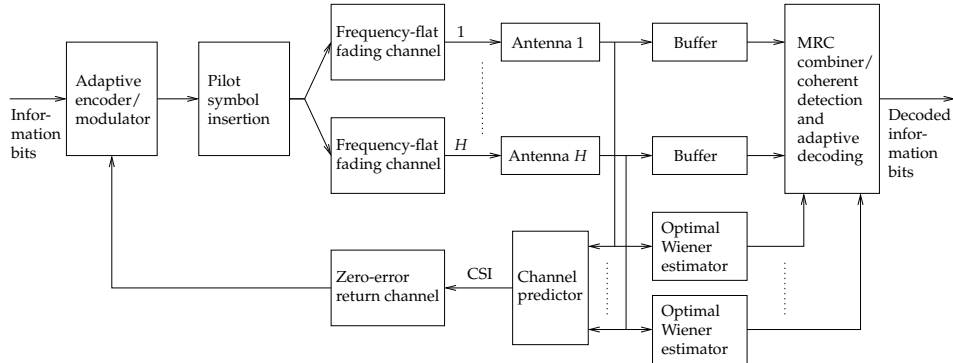 Infor-
mation
bits
Adaptive
encoder/
modulator
Pilot
symbol
insertion
Frequency-flat
fading channel
1
Antenna 1
Buffer
Frequency-flat
fading channel
H
Antenna H
Buffer
MRC
combiner/
coherent
detection
and
adaptive
decoding
Decoded
infor-
mation
bits
Zero-error
return channel
CSI
Channel
predictor
Optimal
Wiener
estimator
Optimal
Wiener
estimator